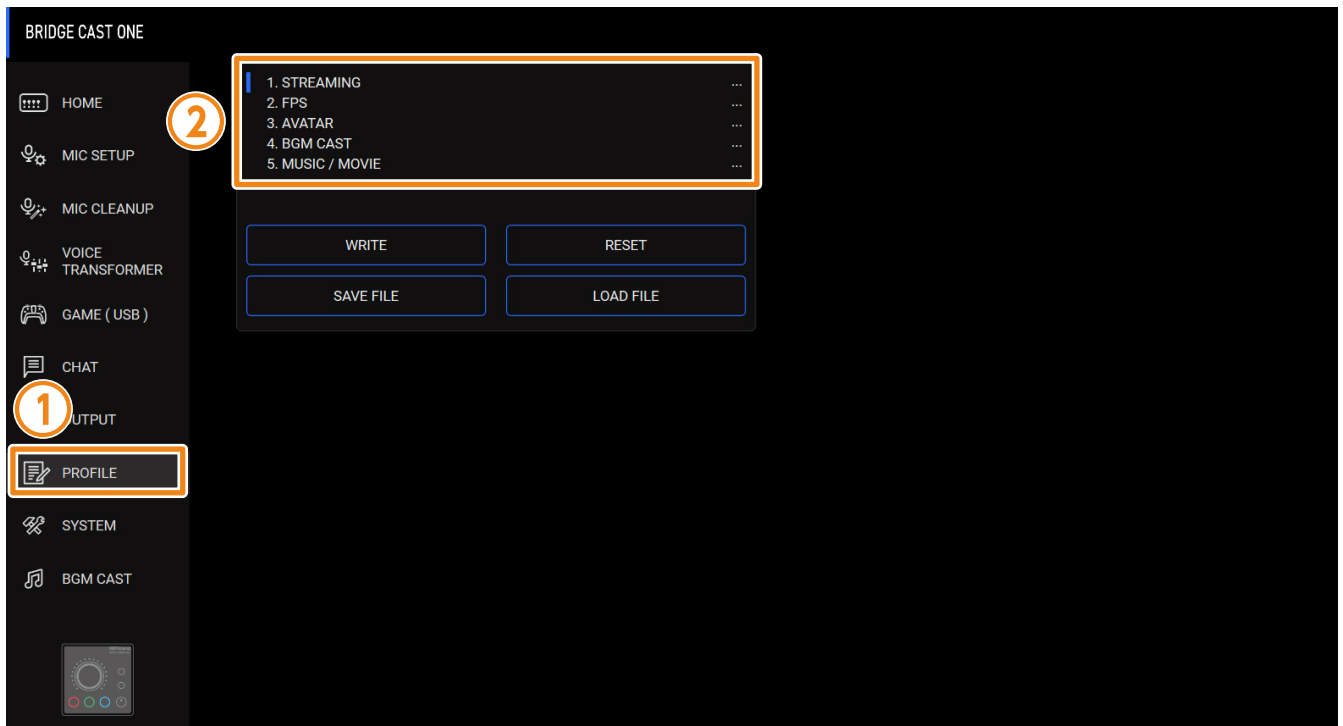 BRIDGE CAST ONE
HOME
MIC SETUP
MIC CLEANUP
VOICE
TRANSFORMER
GAME ( USB )
CHAT
1
UTPUT
PROFILE
SYSTEM
BGM CAST
2
1. STREAMING ...
2. FPS ...
3. AVATAR ...
4. BGM CAST ...
5. MUSIC / MOVIE ...
WRITE
RESET
SAVE FILE
LOAD FILE